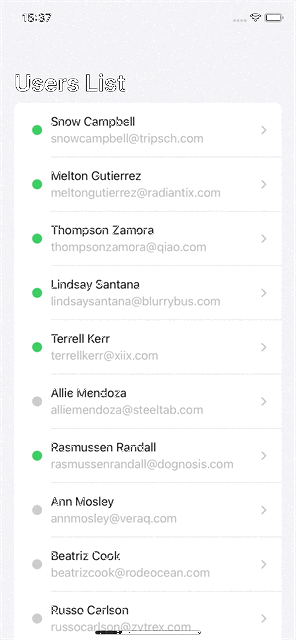 15:37
Users List
Snow Campbell
snowcampbell@tripsch.com
Melton Gutierrez
meltongutierrez@radiantix.com
Thompson Zamora
thompsonzamora@qiao.com
Lindsay Santana
lindsaysantana@blurrybus.com
Terrell Kerr
terrellkerr@xiix.com
Allie Mendoza
alliemendoza@steeltab.com
Rasmussen Randall
rasmussenrandall@dognosis.com
Ann Mosley
annmosley@veraq.com
Beatriz Cook
beatrizcook@rodeocean.com
Russo Carlson
russocarlson@zytrex.com